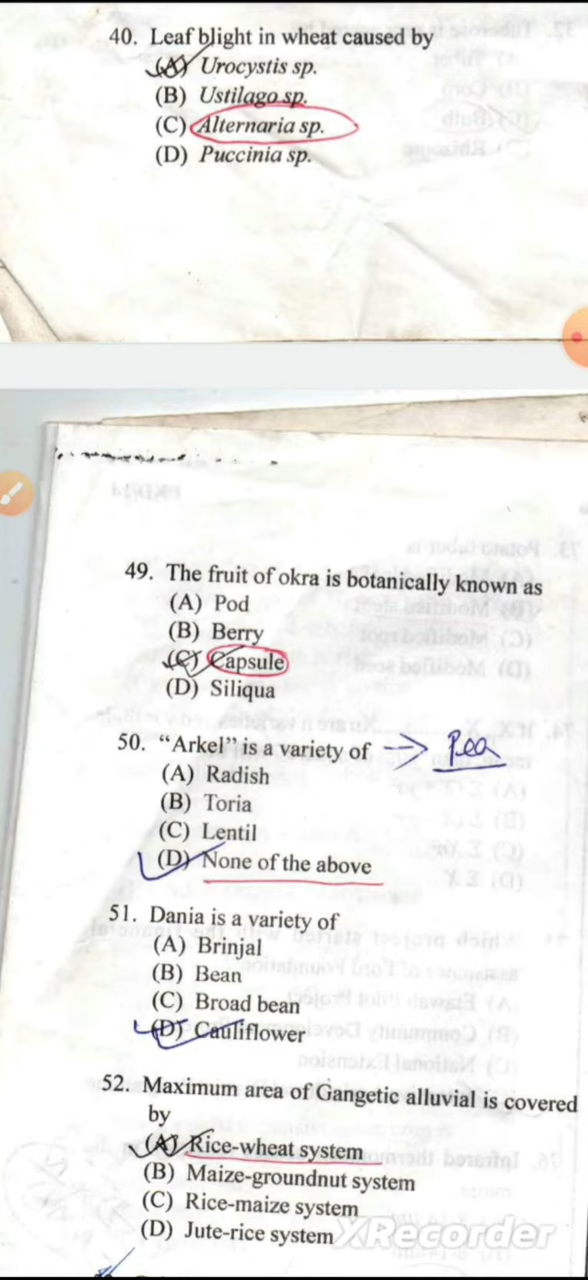 40. Leaf blight in wheat caused by
(A) Urocystis sp.
(B) Ustilago sp.
(C) Alternaria sp.
(D) Puccinia sp.
49. The fruit of okra is botanically known as
(A) Pod
(B) Berry
(C) Capsule
(D) Siliqua
50. “Arkel” is a variety of → Pea
(A) Radish
(B) Toria
(C) Lentil
(D) None of the above
51. Dania is a variety of
(A) Brinjal
(B) Bean
(C) Broad bean
(D) Cauliflower
52. Maximum area of Gangetic alluvial is covered
by
(A) Rice-wheat system
(B) Maize-groundnut system
(C) Rice-maize system
(D) Jute-rice system
XRecorder